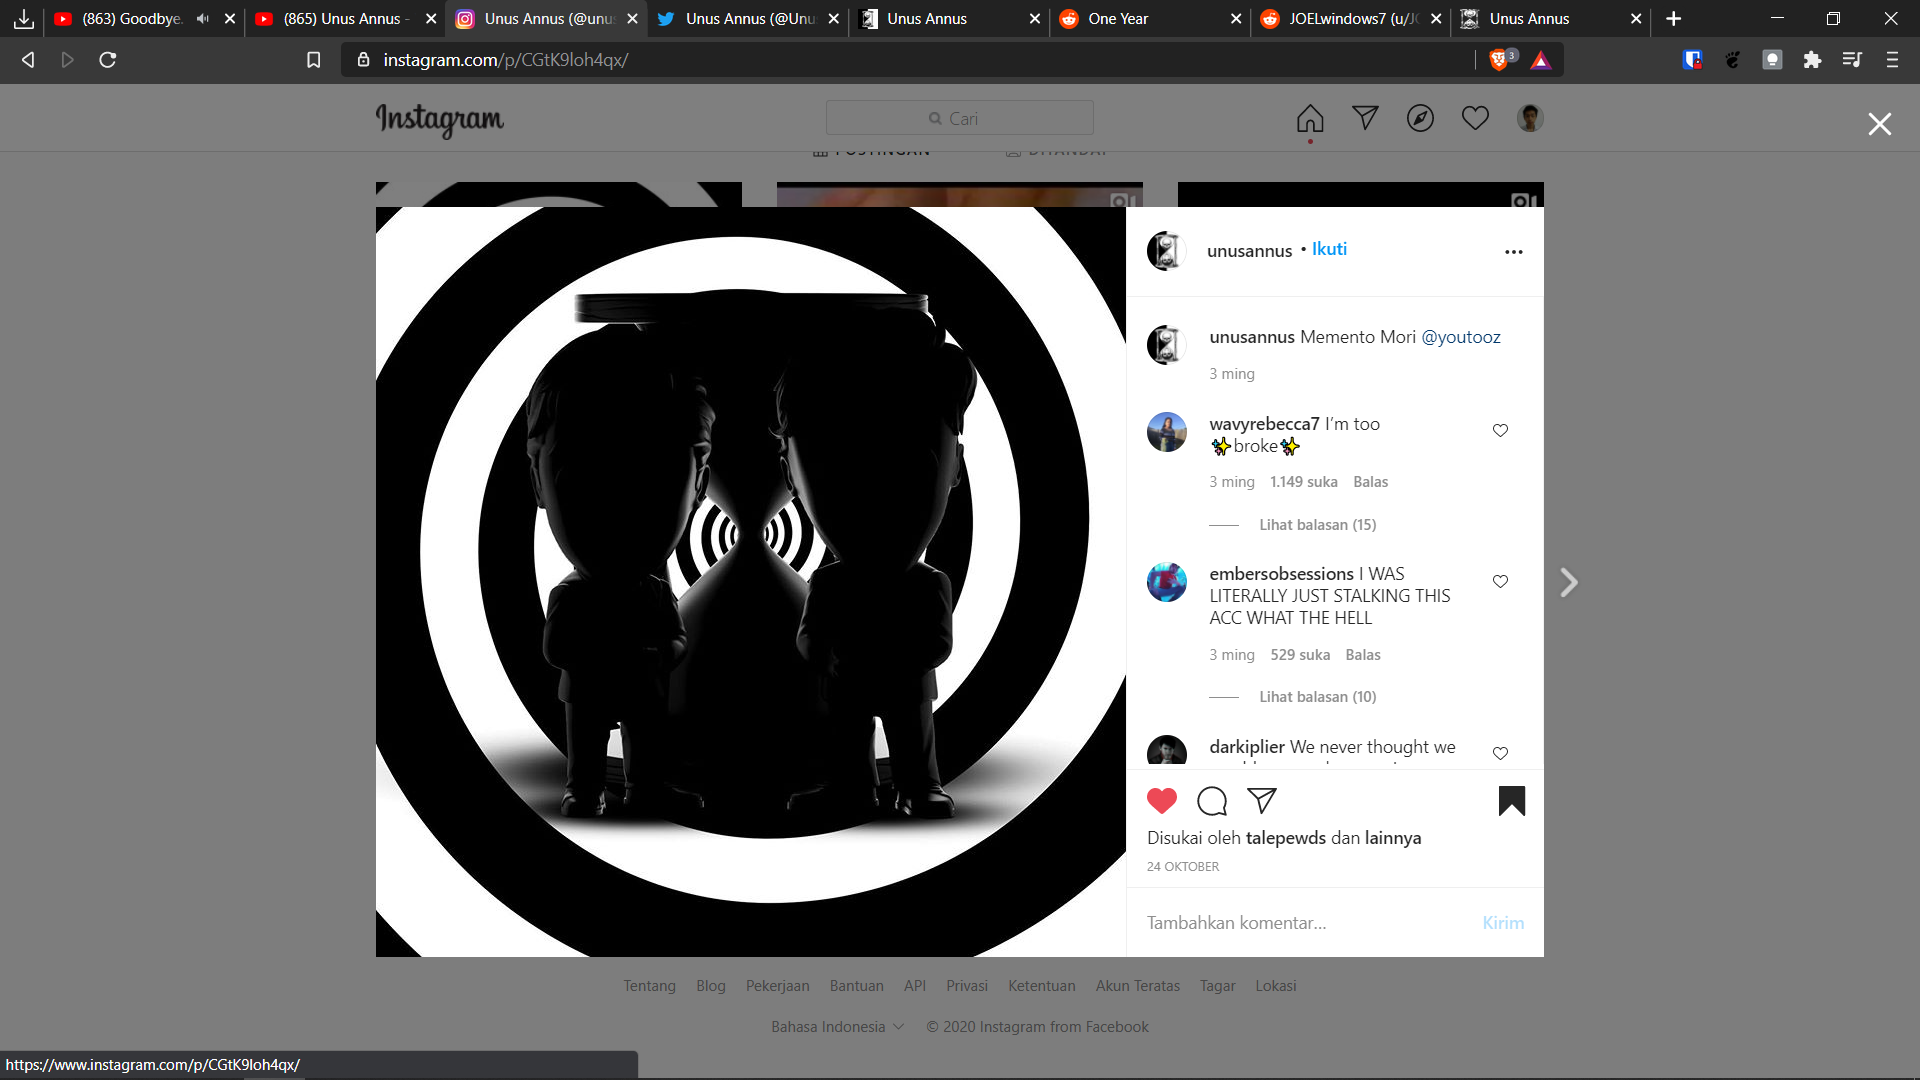 (863) Goodbye.
(865) Unus Annus -
Unus Annus (@unus
Unus Annus (@Unu
Unus Annus
One Year
JOELwindows7 (u/JO
Unus Annus
instagram.com/p/CGtK9loh4qx/
3
Instagram
Cari
POSTINGAN
DITANDAI
unusannus • Ikuti
unusannus Memento Mori @youtooz
3 ming
wavyrebecca7 I’m too
✨broke✨
3 ming 1.149 suka Balas
Lihat balasan (15)
embersobsessions I WAS
LITERALLY JUST STALKING THIS
ACC WHAT THE HELL
3 ming 529 suka Balas
Lihat balasan (10)
darkiplier We never thought we
Disukai oleh talepewds dan lainnya
24 OKTOBER
Tambahkan komentar...
Kirim
Tentang Blog Pekerjaan Bantuan API Privasi Ketentuan Akun Teratas Tagar Lokasi
Bahasa Indonesia © 2020 Instagram from Facebook
https://www.instagram.com/p/CGtK9loh4qx/